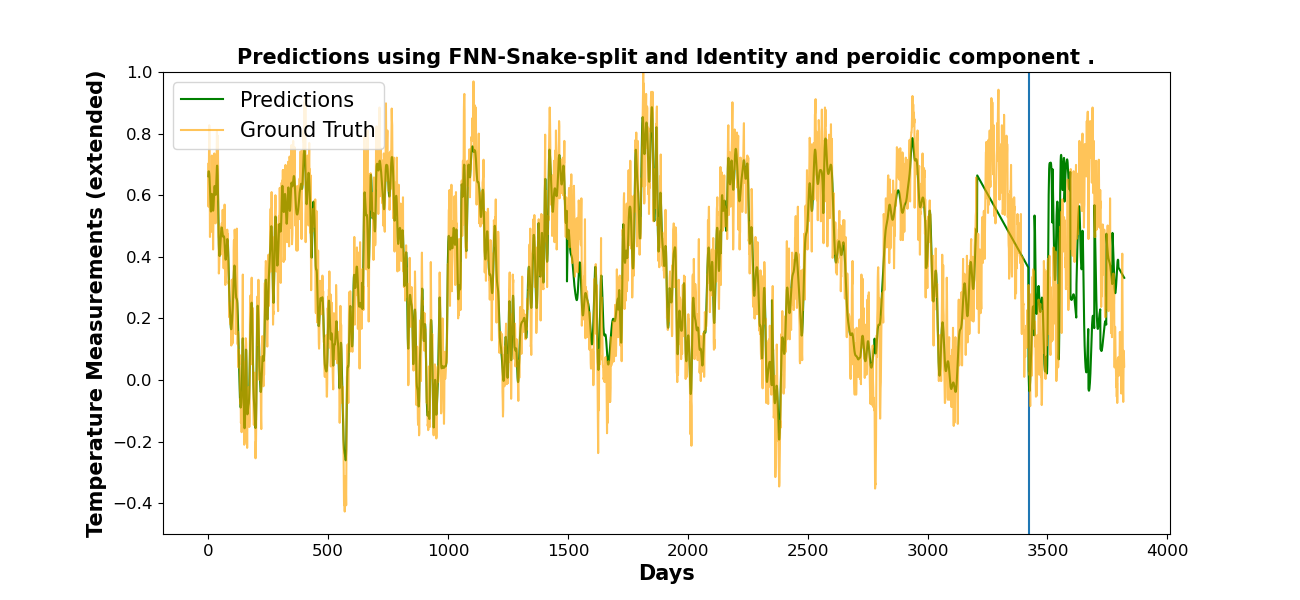 Predictions using FNN-Snake-split and Identity and peroidic component .
Temperature Measurements (extended)
1.0
0.8
0.6
0.4
0.2
0.0
−0.2
−0.4
Predictions
Ground Truth
0 500 1000 1500 2000 2500 3000 3500 4000
Days